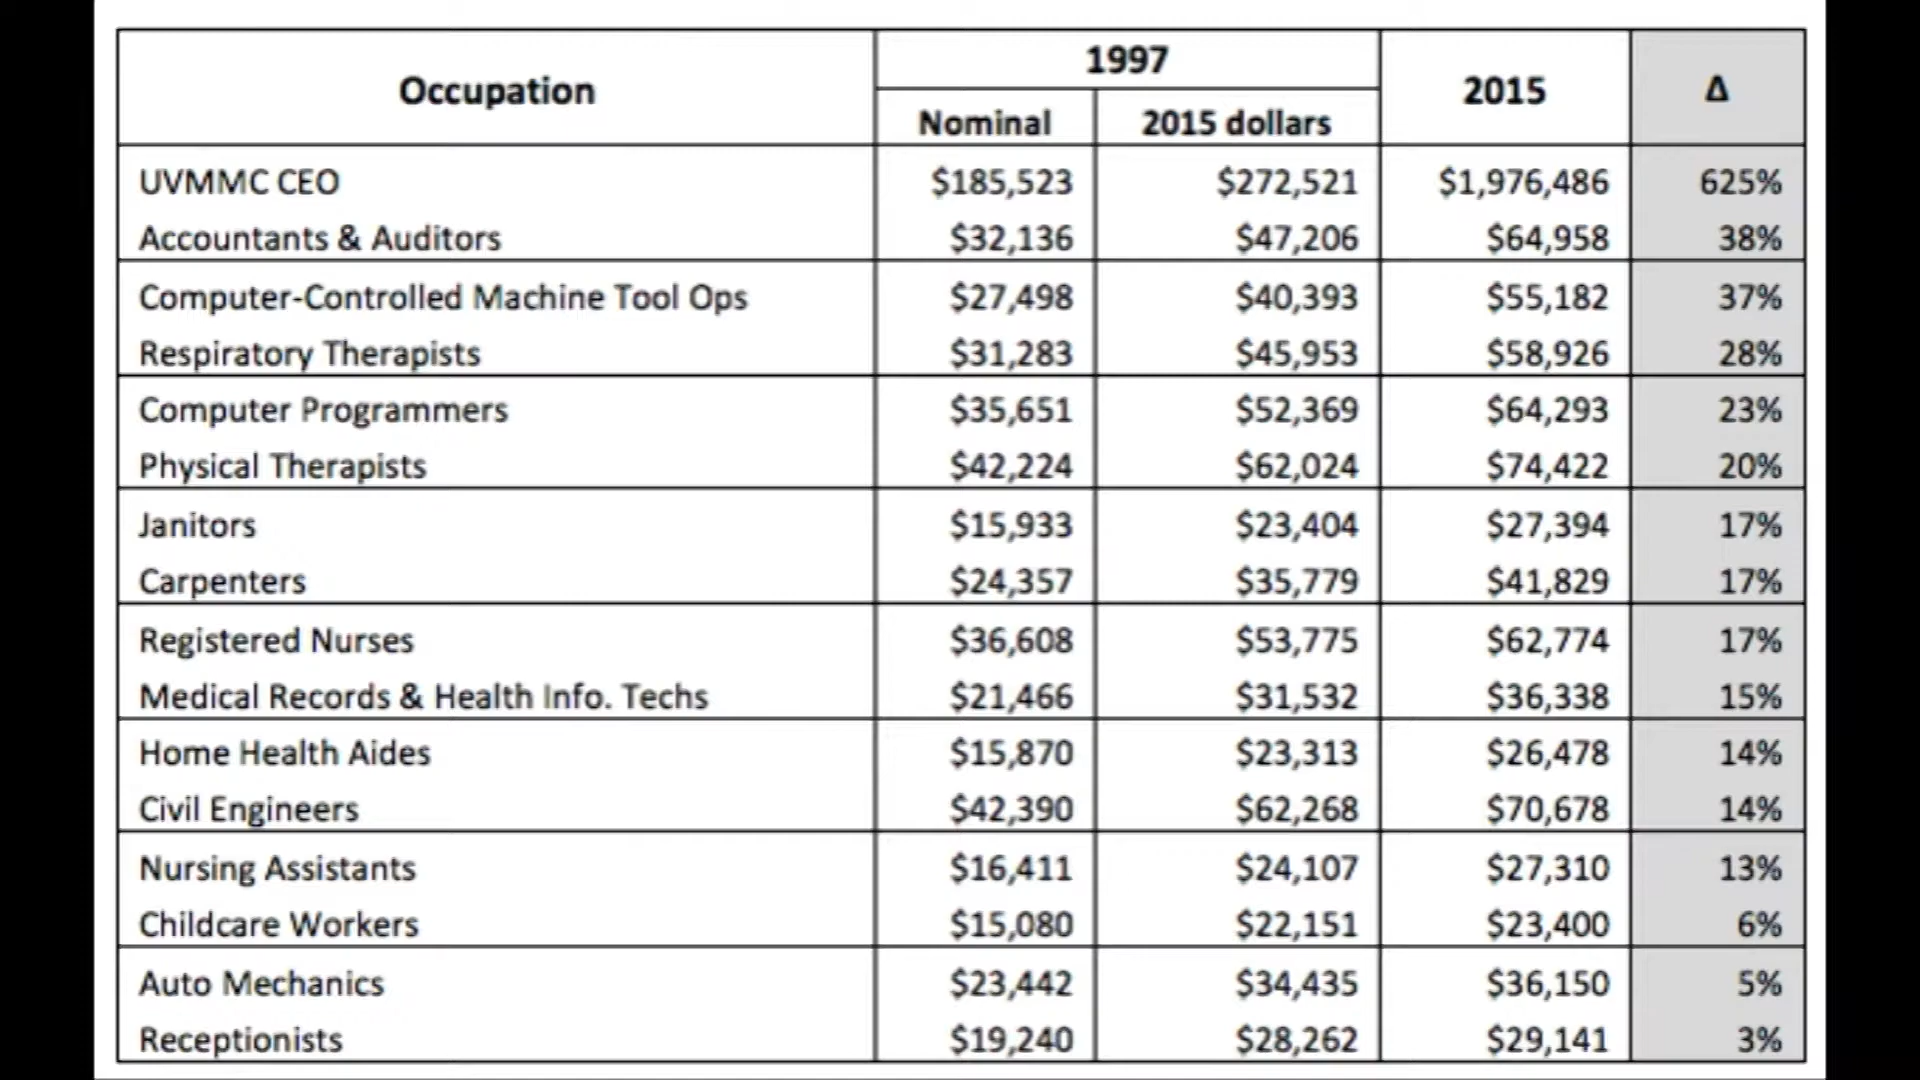 Occupation 1997 2015 Δ
Nominal 2015 dollars
UVMMC CEO $185,523 $272,521 $1,976,486 625%
Accountants & Auditors $32,136 $47,206 $64,958 38%
Computer-Controlled Machine Tool Ops $27,498 $40,393 $55,182 37%
Respiratory Therapists $31,283 $45,953 $58,926 28%
Computer Programmers $35,651 $52,369 $64,293 23%
Physical Therapists $42,224 $62,024 $74,422 20%
Janitors $15,933 $23,404 $27,394 17%
Carpenters $24,357 $35,779 $41,829 17%
Registered Nurses $36,608 $53,775 $62,774 17%
Medical Records & Health Info. Techs $21,466 $31,532 $36,338 15%
Home Health Aides $15,870 $23,313 $26,478 14%
Civil Engineers $42,390 $62,268 $70,678 14%
Nursing Assistants $16,411 $24,107 $27,310 13%
Childcare Workers $15,080 $22,151 $23,400 6%
Auto Mechanics $23,442 $34,435 $36,150 5%
Receptionists $19,240 $28,262 $29,141 3%